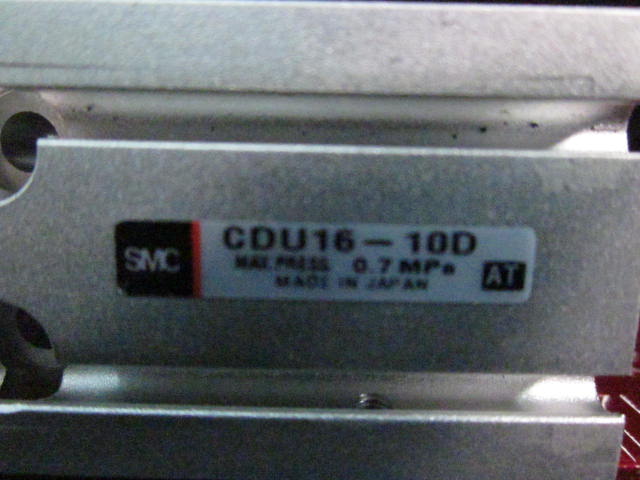 SMC
CDU16-10D
MAX PRESS 0.7 MPa
MADE IN JAPAN
AT